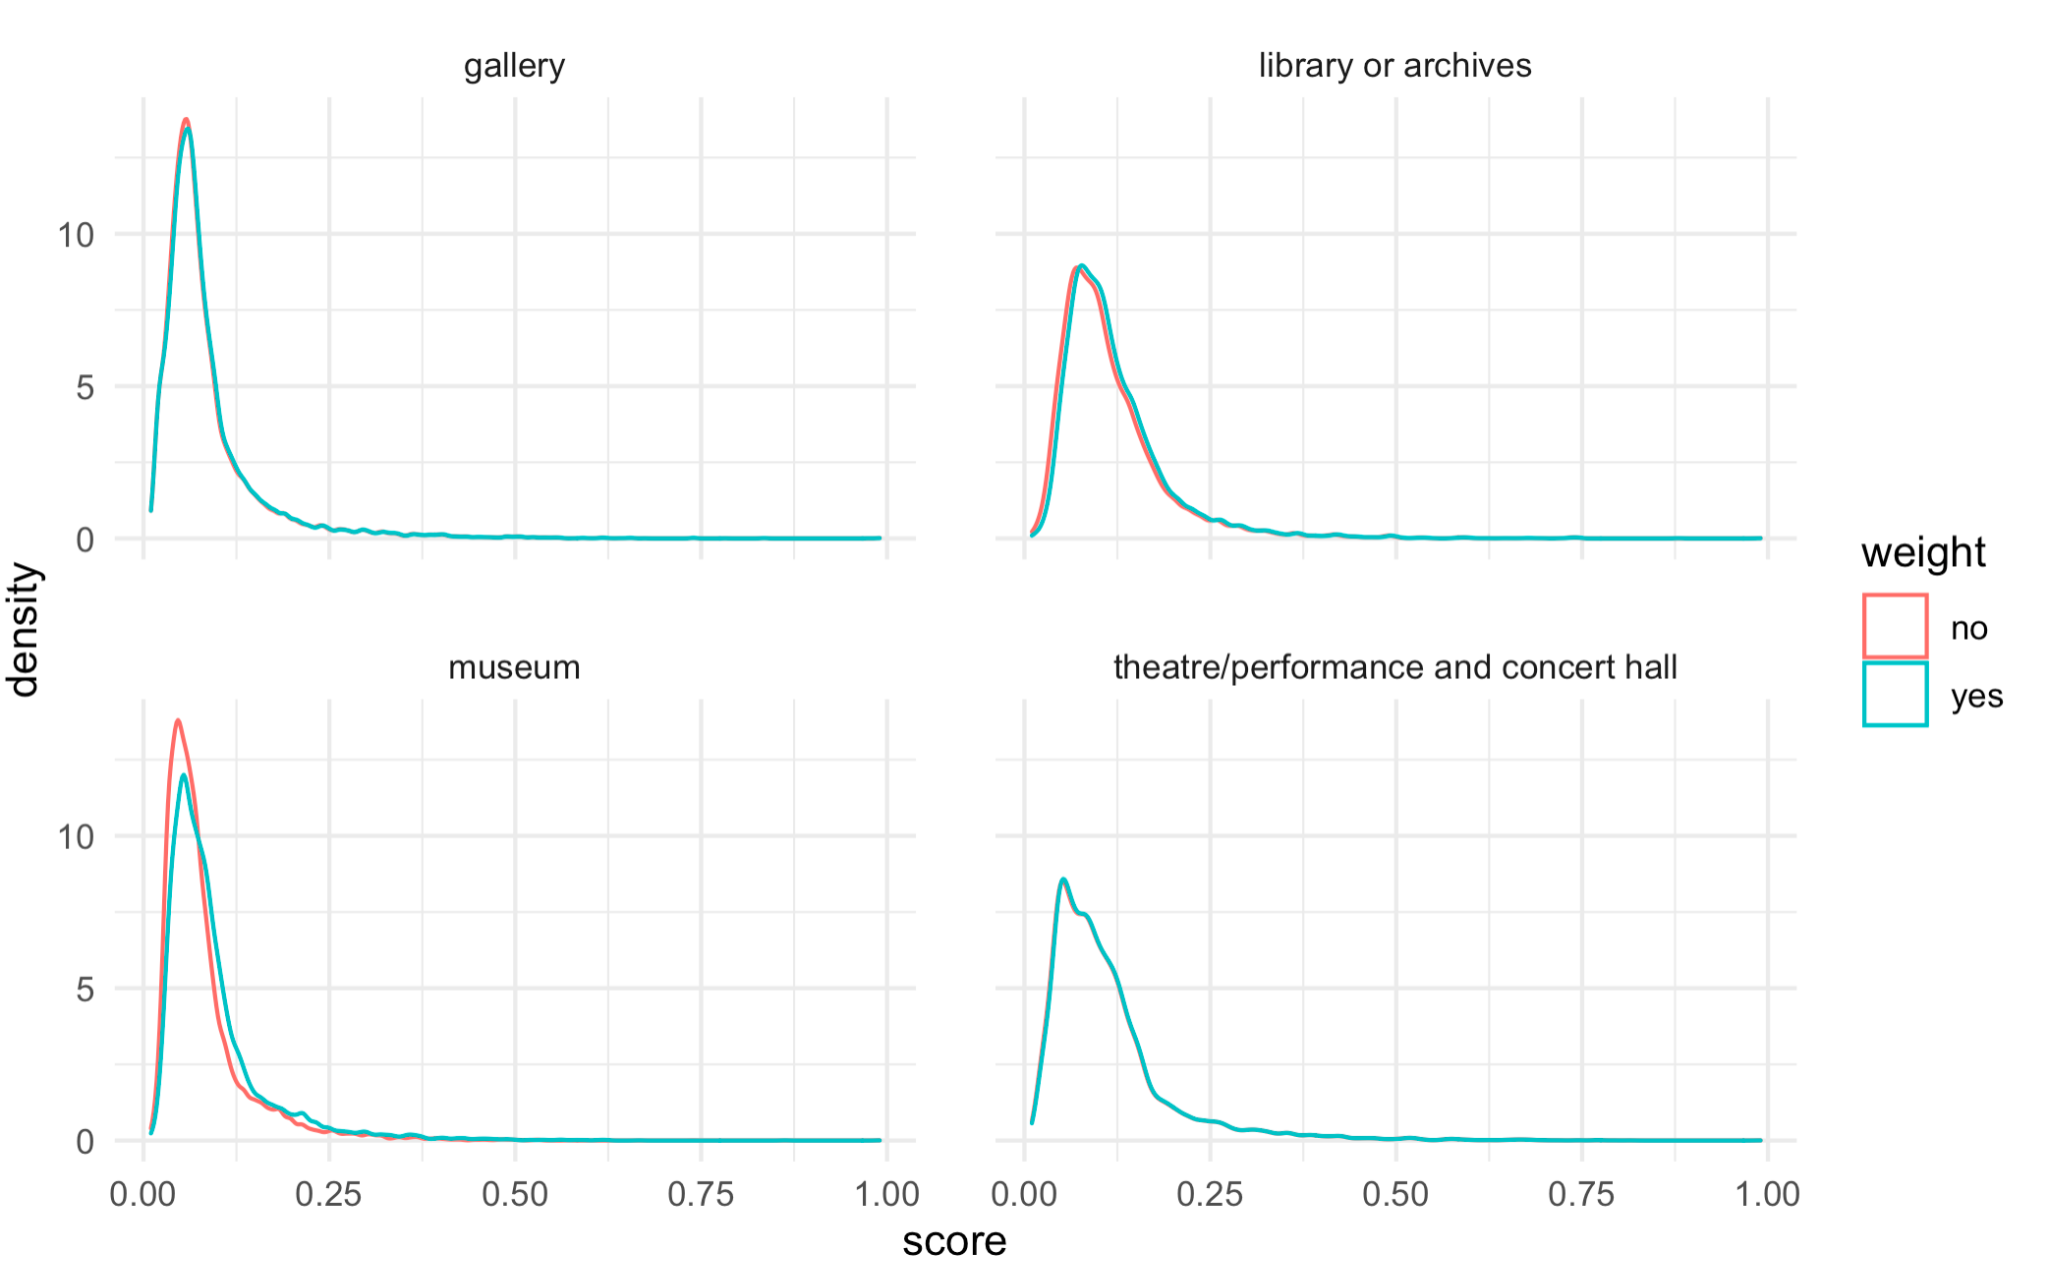 gallery
library or archives
10
5
0
density
museum
theatre/performance and concert hall
10
5
0
0.00 0.25 0.50 0.75 1.00
0.00 0.25 0.50 0.75 1.00
score
weight
no
yes